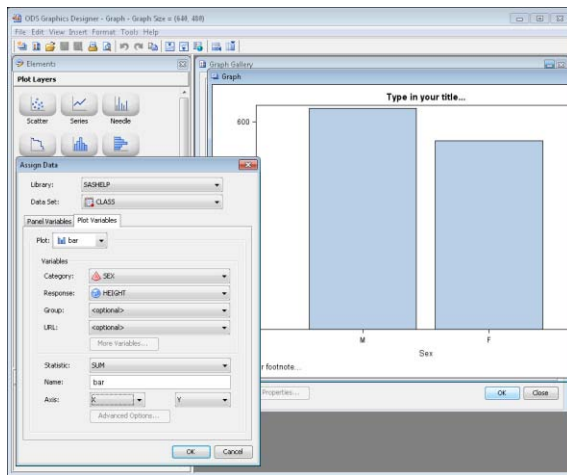 ODS Graphics Designer - Graph - Graph Size = (640, 480)
File Edit View Insert Format Tools Help
Elements
Plot Layers
Scatter Series Needle
Graph Gallery
Graph
Type in your title...
600
M F
Sex
r footnote...
Properties...
OK Close
Assign Data
Library: SASHELP
Data Set: CLASS
Panel Variables Plot Variables
Plot: bar
Variables
Category: SEX
Response: HEIGHT
Group: <optional>
URL: <optional>
More Variables...
Statistic: SUM
Name: bar
Axis: X Y
Advanced Options...
OK Cancel